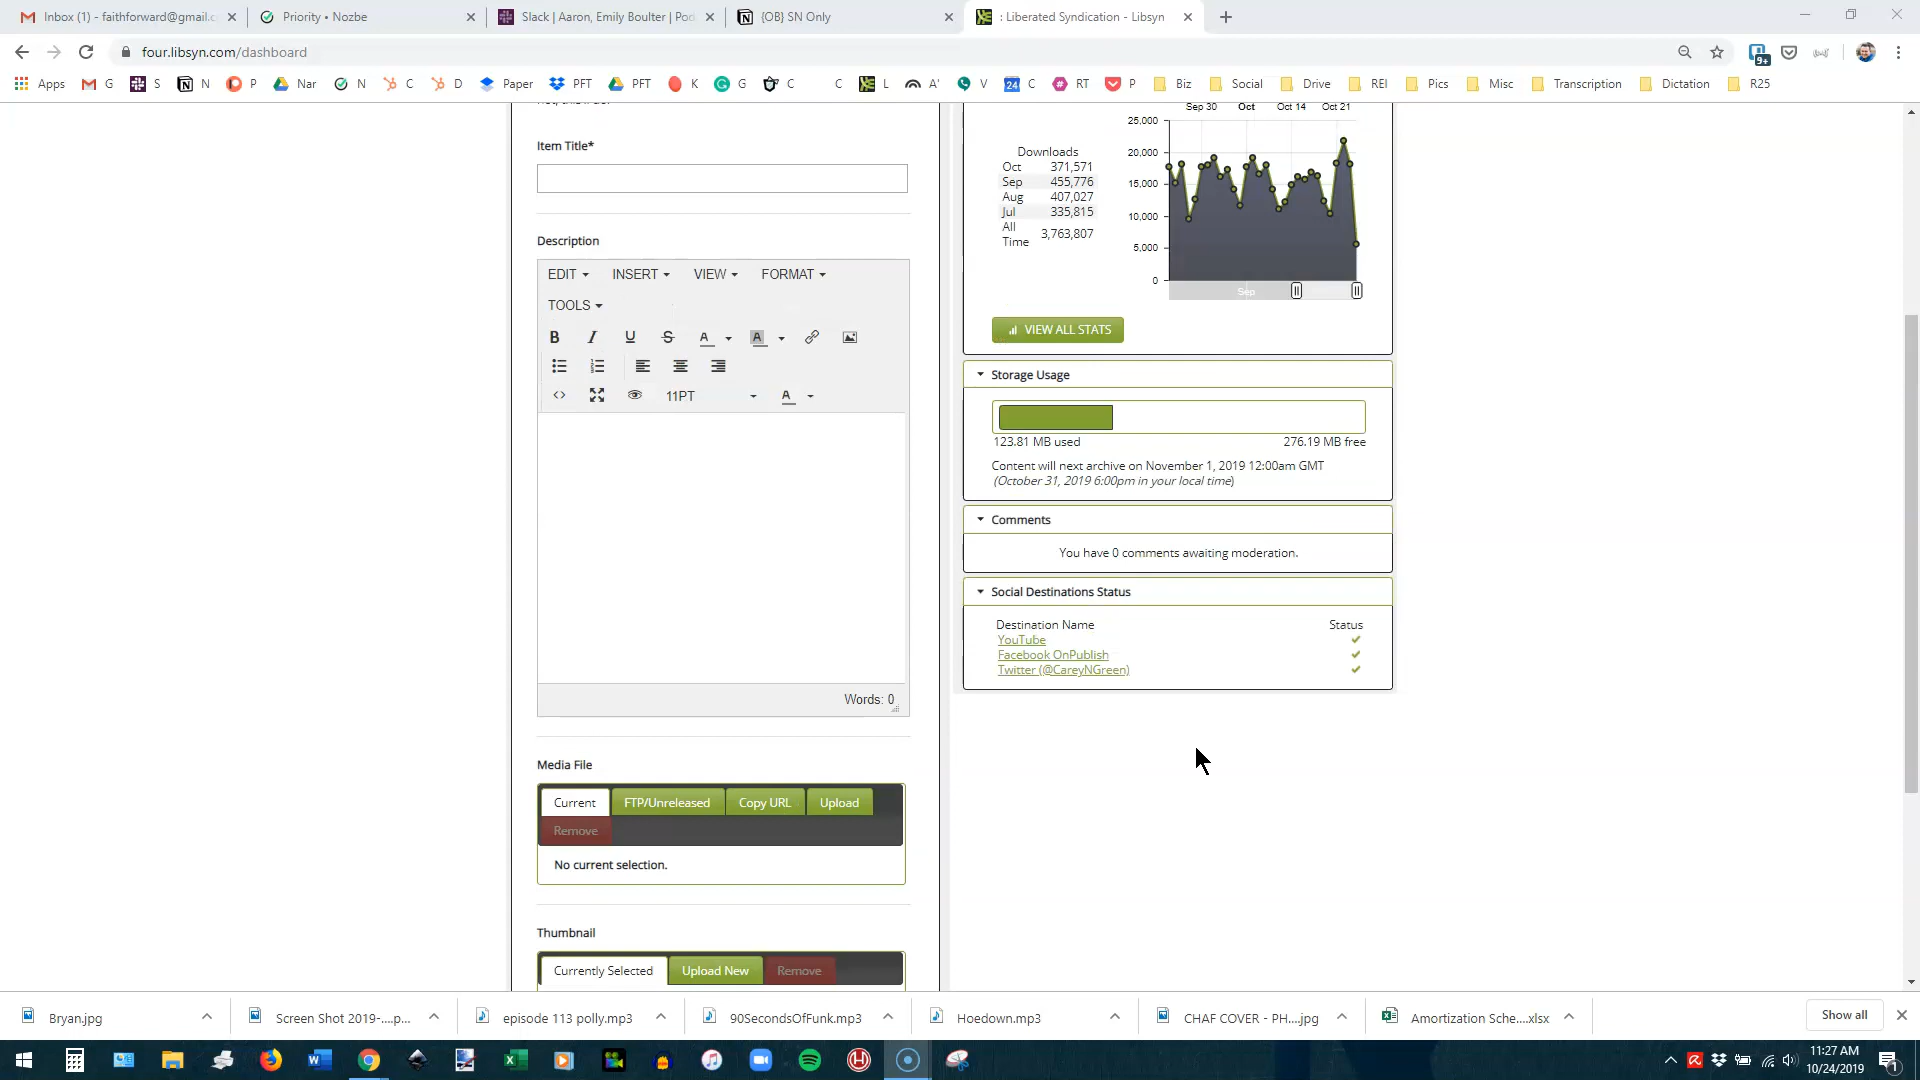 Inbox (1) - faithforward@gmail.c
Priority • Nozbe
Slack | Aaron, Emily Boulter | Pod
{OB} SN Only
: Liberated Syndication - Libsyn
four.libsyn.com/dashboard
9+
Apps
G
S
N
P
Nar
N
C
D
Paper
PFT
PFT
K
G
C
C
L
A'
V
24
C
RT
P
Biz
Social
Drive
REI
Pics
Misc
Transcription
Dictation
R25
Item Title*
Description
EDIT
INSERT
VIEW
FORMAT
TOOLS
B
I
U
S
A
A
11PT
A
Words: 0
Media File
Current
FTP/Unreleased
Copy URL
Upload
Remove
No current selection.
Thumbnail
Currently Selected
Upload New
Remove
Sep 30
Oct
Oct 14
Oct 21
25,000
20,000
15,000
10,000
5,000
0
Sep
Downloads
Oct 371,571
Sep 455,776
Aug 407,027
Jul 335,815
All Time 3,763,807
VIEW ALL STATS
Storage Usage
123.81 MB used
276.19 MB free
Content will next archive on November 1, 2019 12:00am GMT
(October 31, 2019 6:00pm in your local time)
Comments
You have 0 comments awaiting moderation.
Social Destinations Status
Destination Name
Status
YouTube
Facebook OnPublish
Twitter (@CareyNGreen)
Bryan.jpg
Screen Shot 2019-....p...
episode 113 polly.mp3
90SecondsOfFunk.mp3
Hoedown.mp3
CHAF COVER - PH....jpg
Amortization Sche....xlsx
Show all
11:27 AM
10/24/2019
1